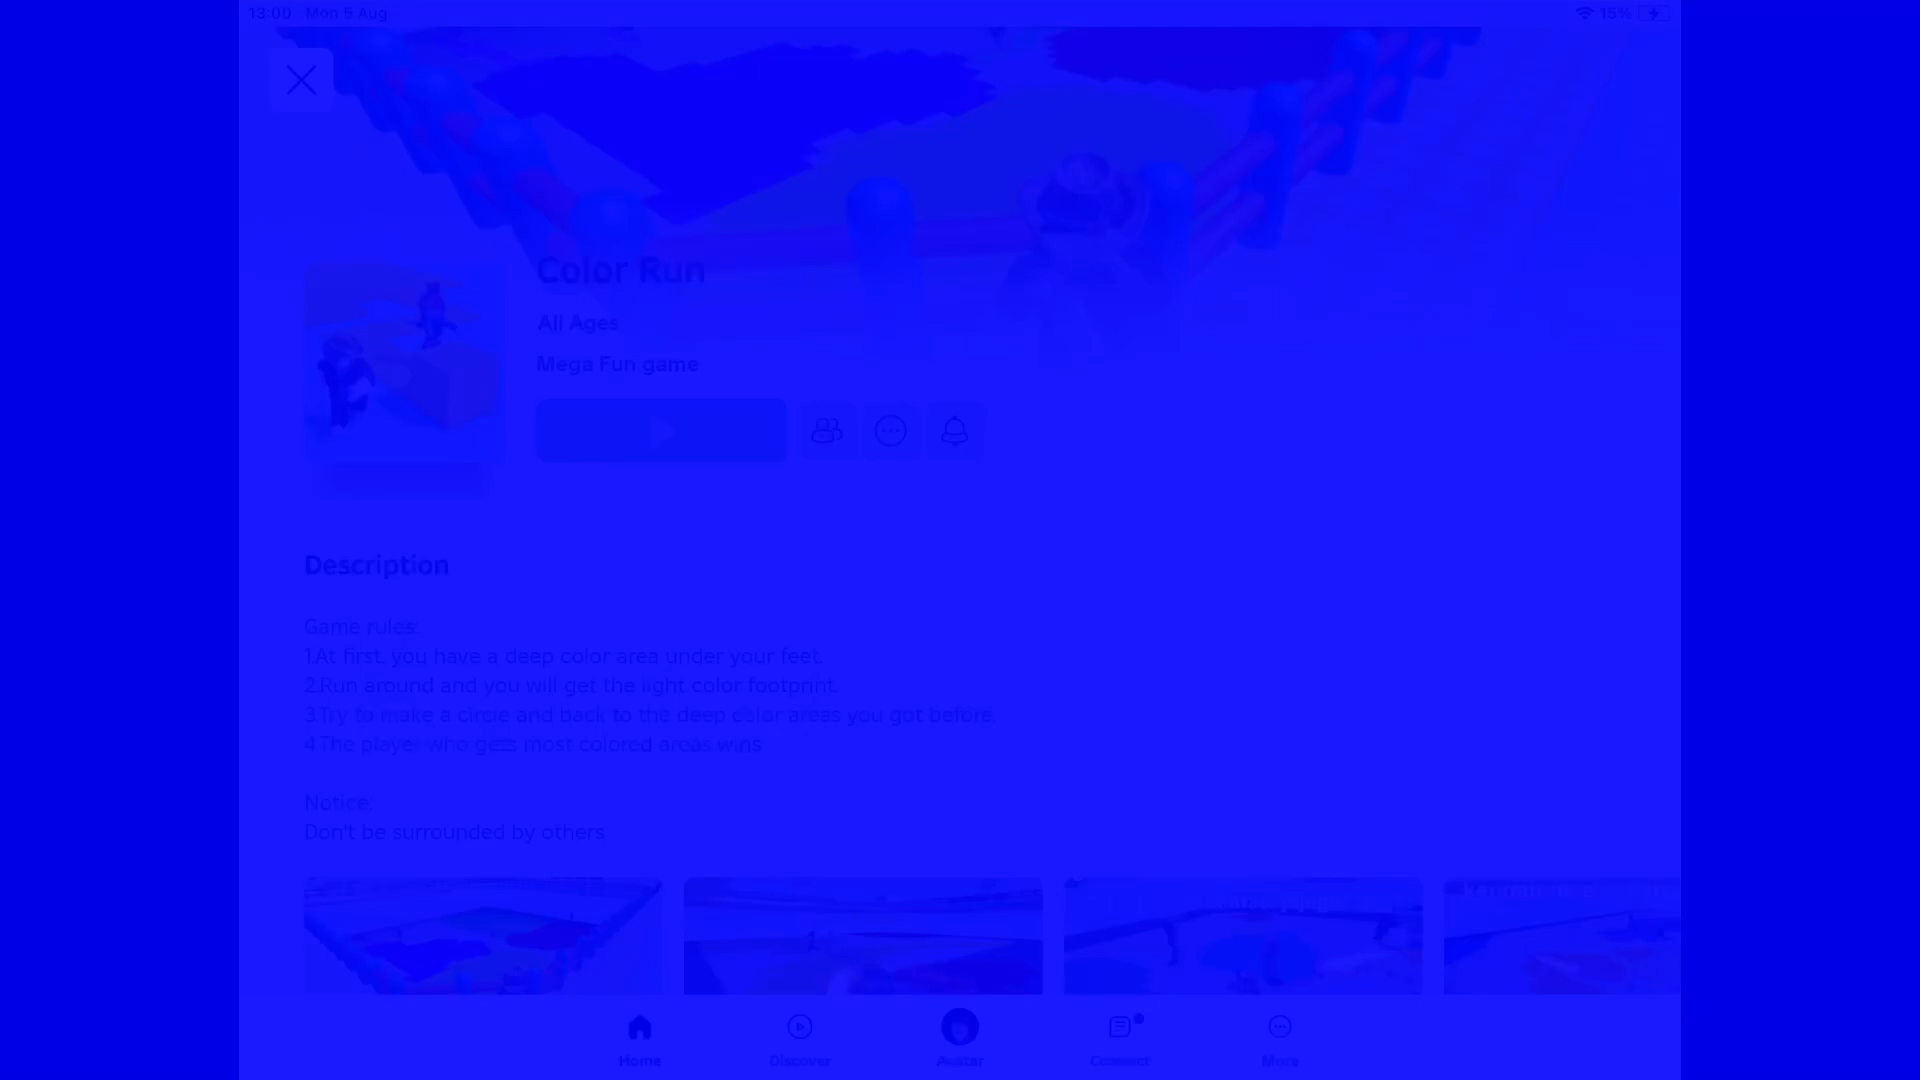 13:00 Mon 5 Aug
15%
Color Run
All Ages
Mega Fun game
Description
Game rules:
1.At first, you have a deep color area under your feet.
2.Run around and you will get the light color footprint.
3.Try to make a circle and back to the deep color areas you got before.
4.The player who gets most colored areas wins
Notice:
Don't be surrounded by others
Home
Discover
Avatar
Connect
More